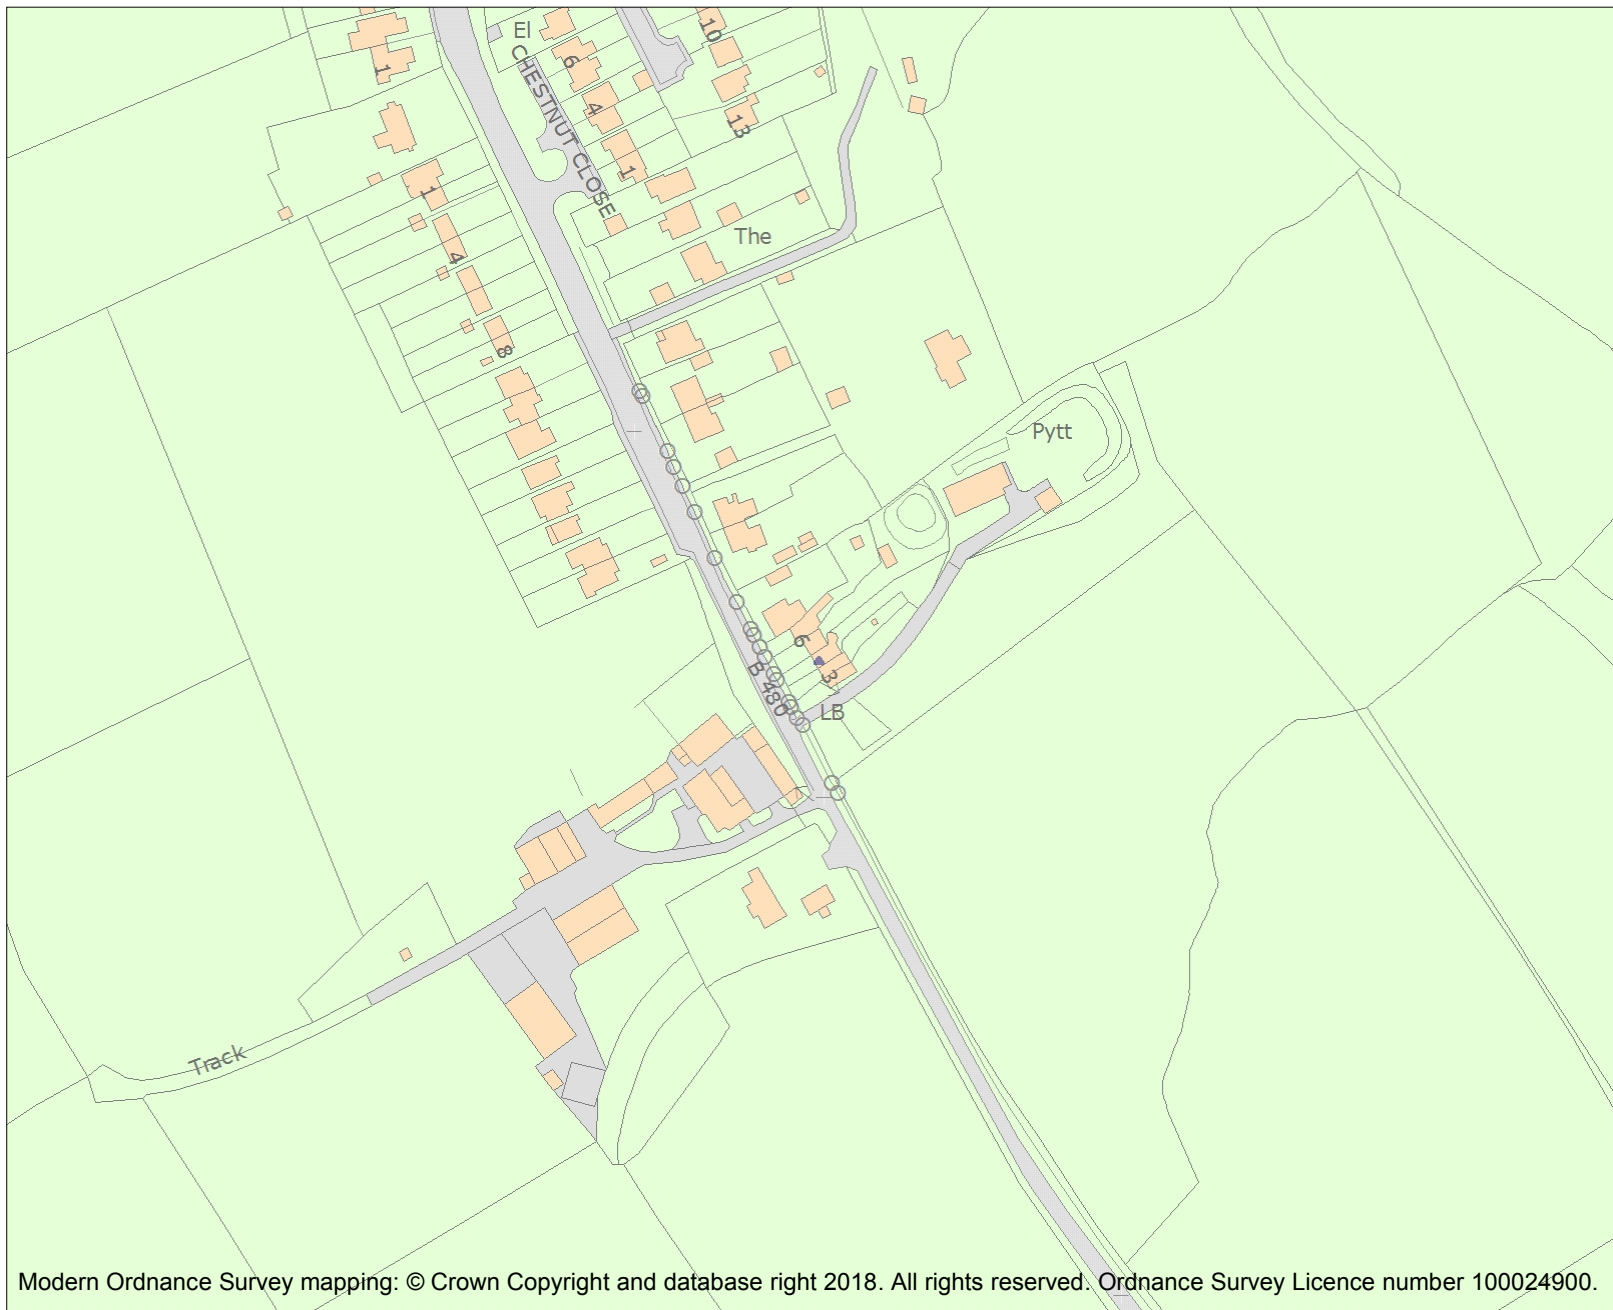 El
10
6
1
CHESTNUT CLOSE
4
13
1
1
The
4
8
Pytt
6
B 480
3
LB
Track
Modern Ordnance Survey mapping: © Crown Copyright and database right 2018. All rights reserved. Ordnance Survey Licence number 100024900.